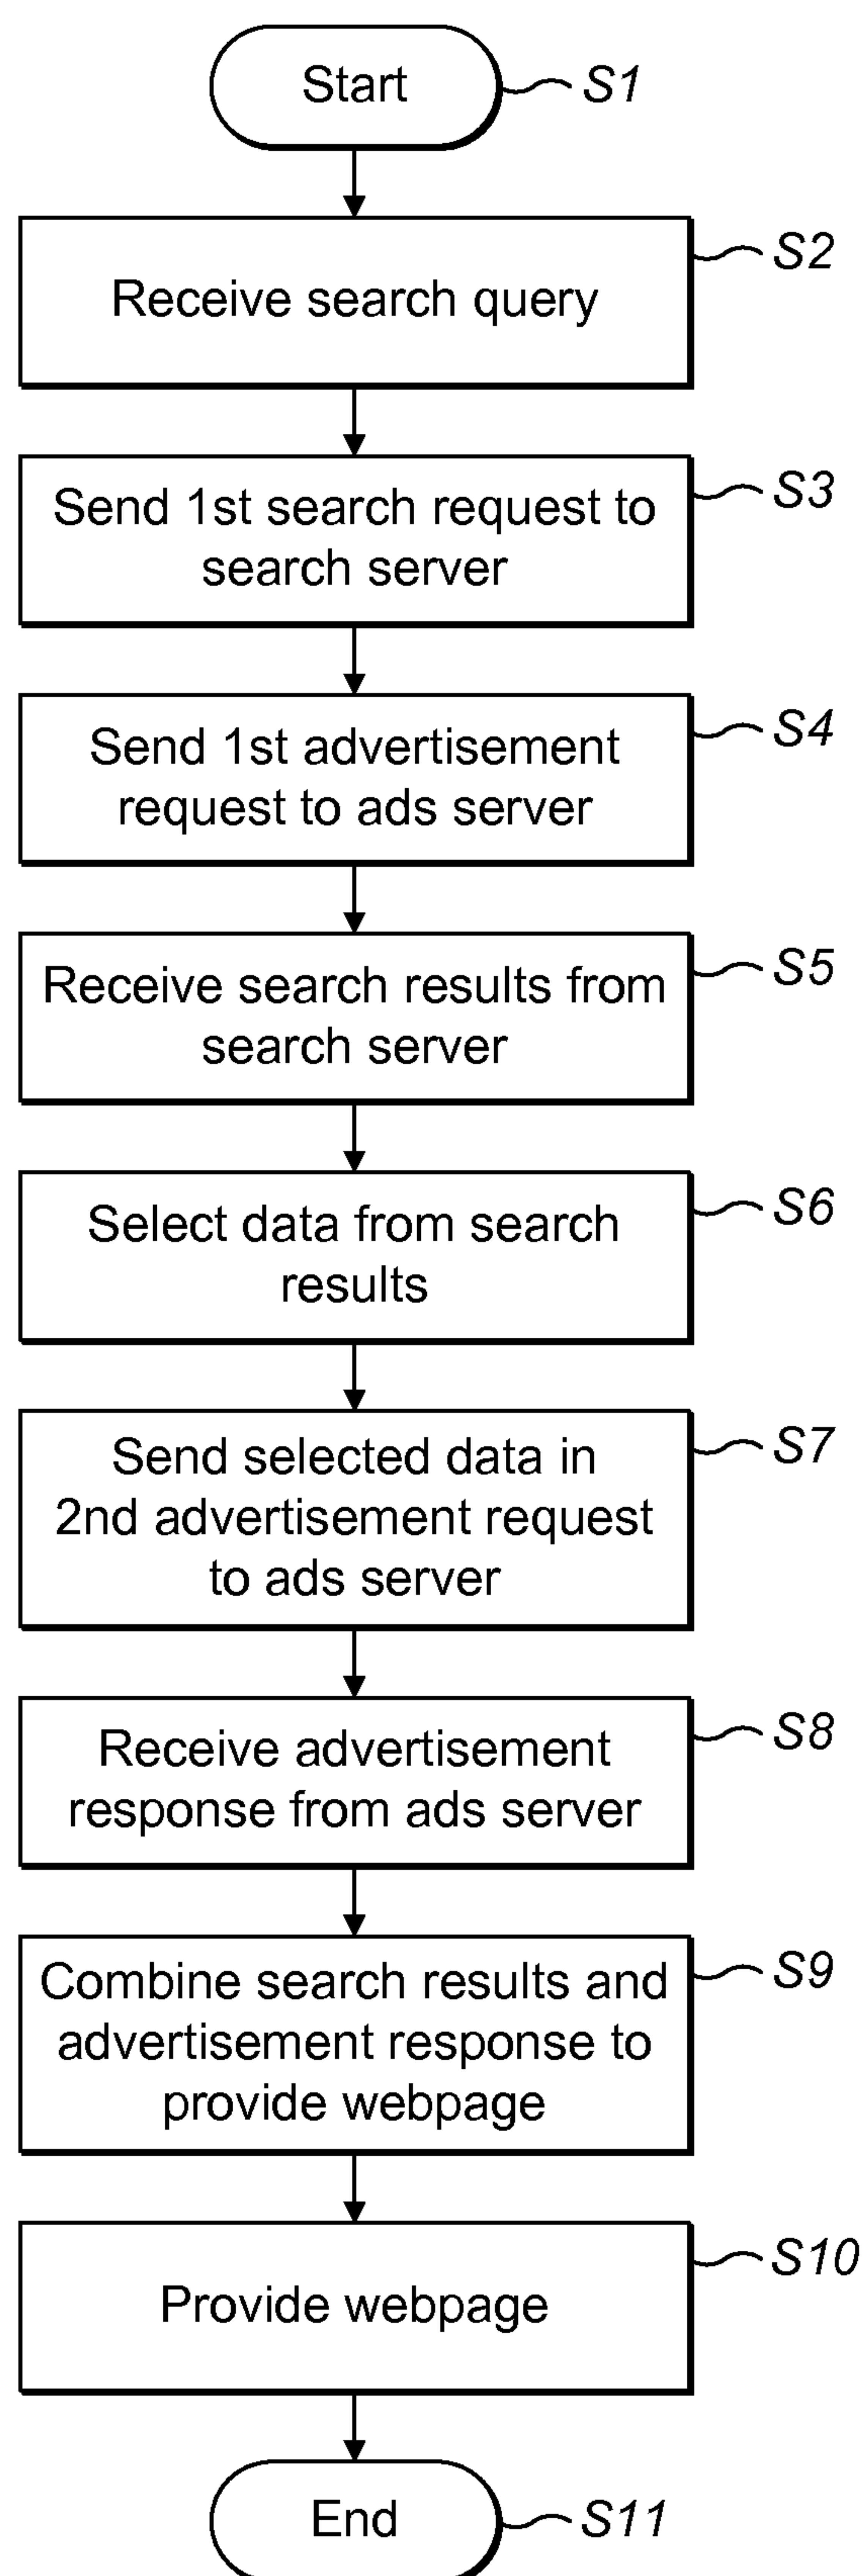 Start
S1
Receive search query
S2
Send 1st search request to
search server
S3
Send 1st advertisement
request to ads server
S4
Receive search results from
search server
S5
Select data from search
results
S6
Send selected data in
2nd advertisement request
to ads server
S7
Receive advertisement
response from ads server
S8
Combine search results and
advertisement response to
provide webpage
S9
Provide webpage
S10
End
S11